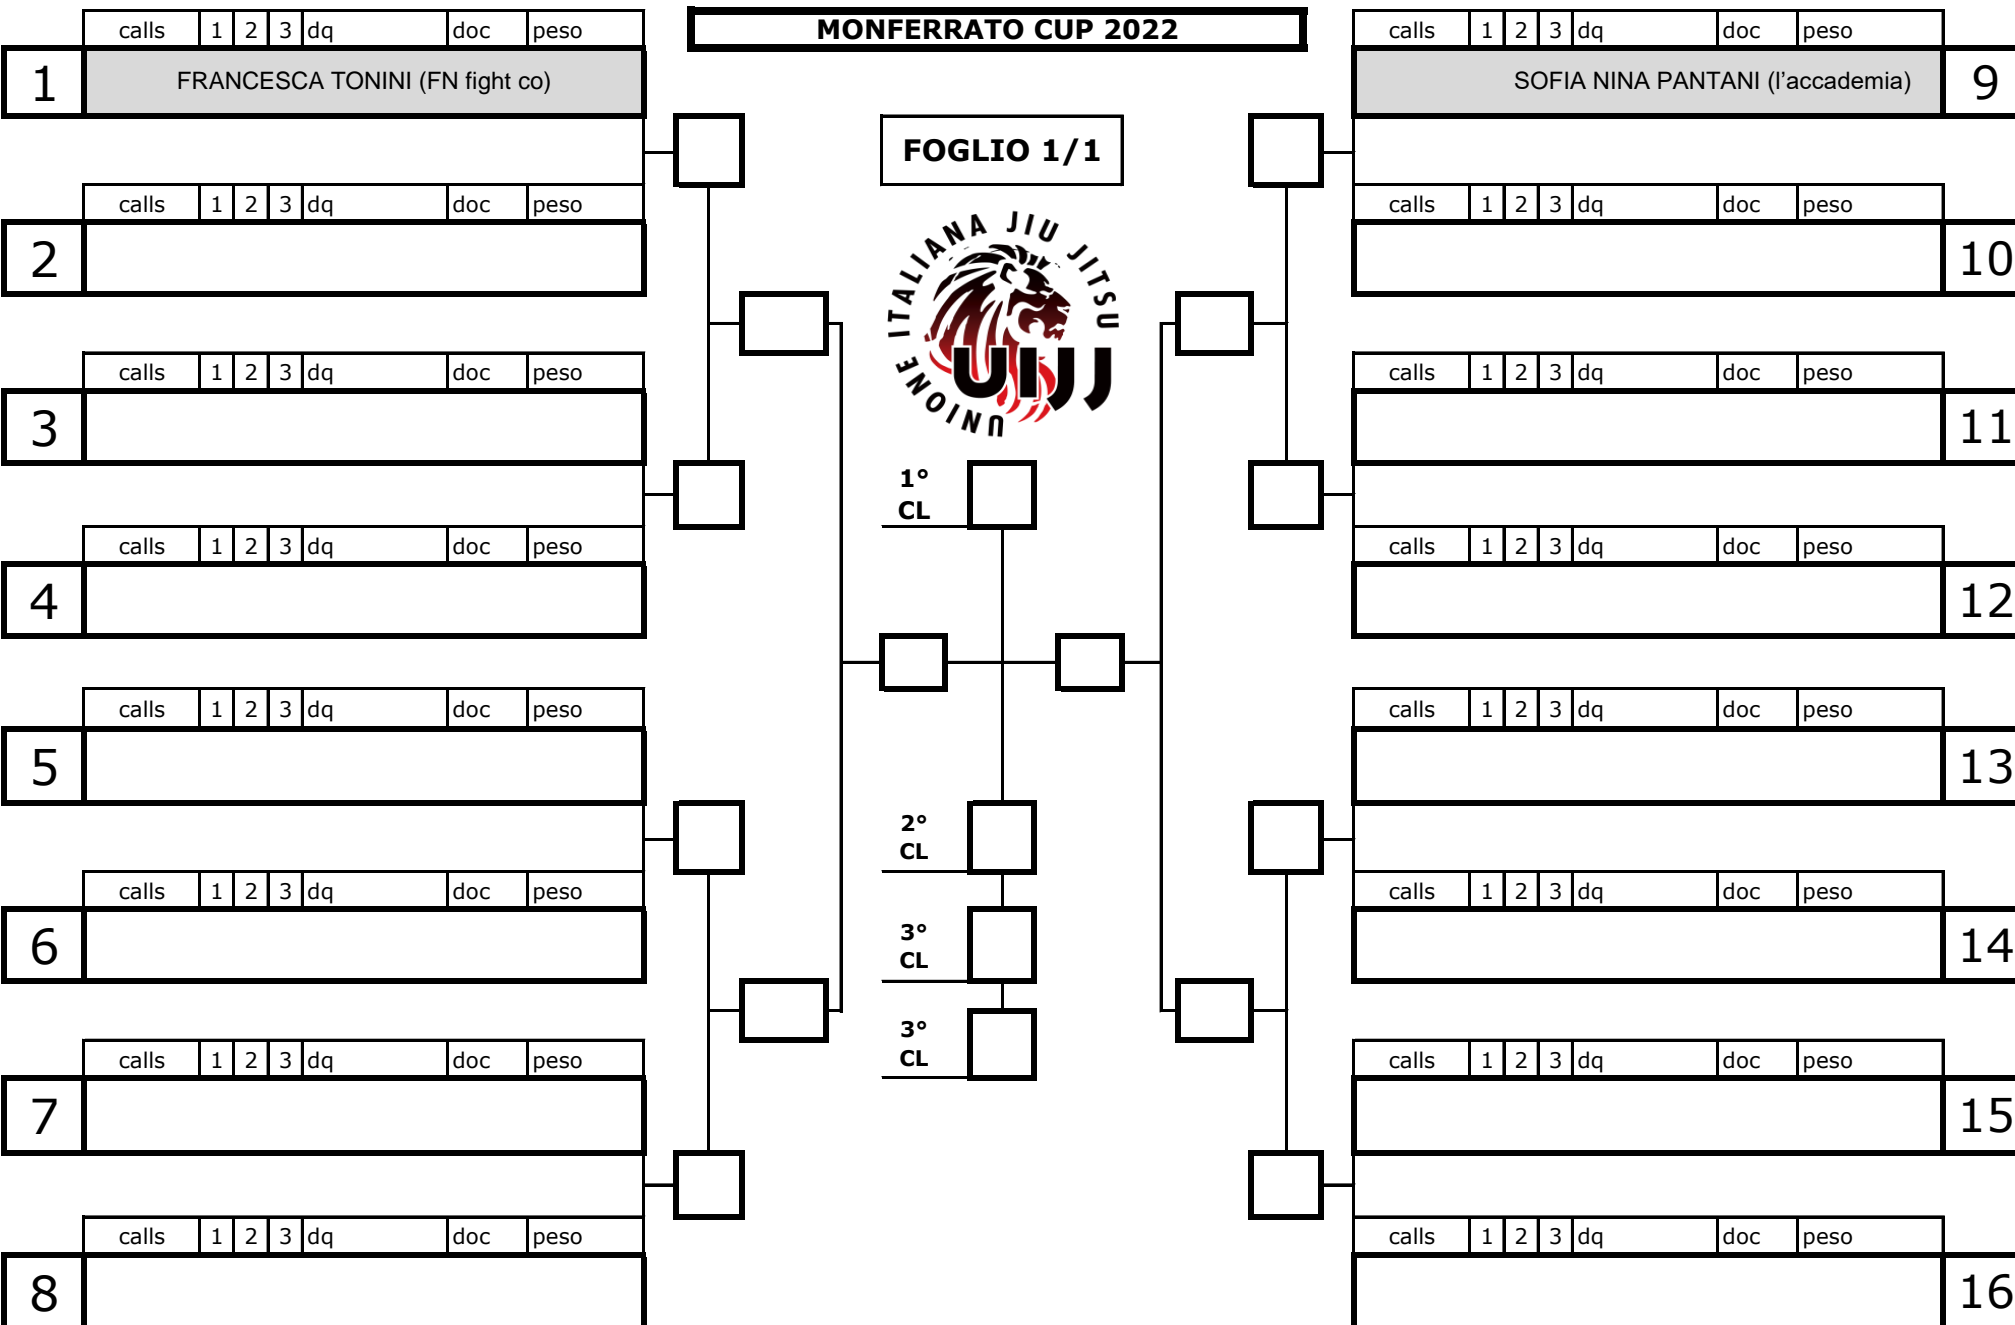 MONFERRATO CUP 2022
calls 1 2 3 dq doc peso
1 FRANCESCA TONINI (FN fight co)
calls 1 2 3 dq doc peso
2
calls 1 2 3 dq doc peso
3
calls 1 2 3 dq doc peso
4
calls 1 2 3 dq doc peso
5
calls 1 2 3 dq doc peso
6
calls 1 2 3 dq doc peso
7
calls 1 2 3 dq doc peso
8
FOGLIO 1/1
UNIONE ITALIANA JIU JITSU
UIJJ
1°
CL
2°
CL
3°
CL
3°
CL
calls 1 2 3 dq doc peso
SOFIA NINA PANTANI (l’accademia) 9
calls 1 2 3 dq doc peso
10
calls 1 2 3 dq doc peso
11
calls 1 2 3 dq doc peso
12
calls 1 2 3 dq doc peso
13
calls 1 2 3 dq doc peso
14
calls 1 2 3 dq doc peso
15
calls 1 2 3 dq doc peso
16